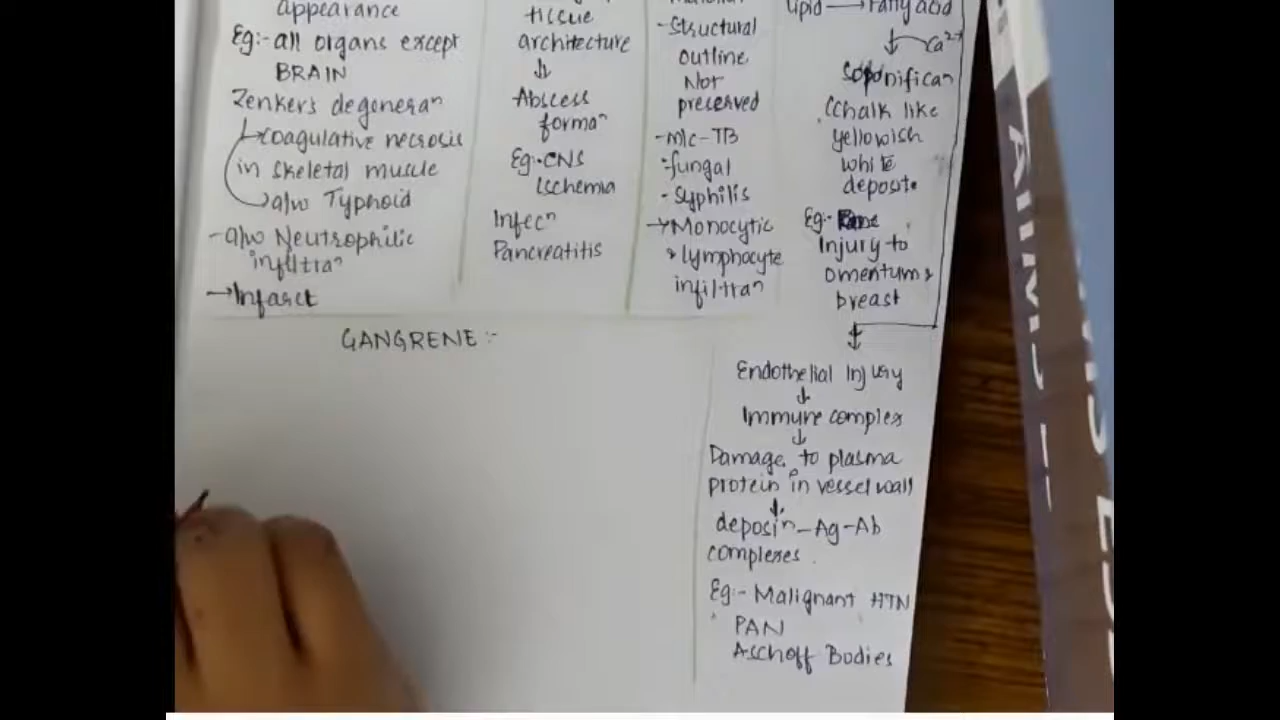 appearance
Eg:- all organs except
BRAIN
Zenkers degeneraⁿ
coagulative necrosis
in skeletal muscle
a/w Typhoid
- a/w Neutrophilic
infiltraⁿ
→ Infarct
tissue
architecture
↓
Abscess
formaⁿ
Eg:- CNS
Ischemia
Infecⁿ
Pancreatitis
- Structural
outline
Not
preserved
- M/c - TB
- fungal
- Syphilis
→ Monocytic
& lymphocyte
infiltraⁿ
Lipid → Fatty acid
↓ Ca²⁺
Soponificaⁿ
(chalk like
yellowish
white
deposite
Eg:-
Injury to
omentum &
breast
GANGRENE :-
↓
Endothelial Injury
↓
Immune complex
↓
Damage to plasma
protein in vessel wall
↓
deposiⁿ - Ag-Ab
complexes.
Eg:- Malignant HTN
PAN
Aschoff Bodies
AIIMS